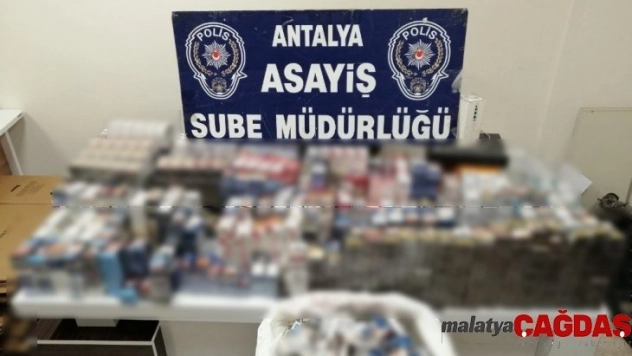 ANTALYA
POLİS
POLİS
ASAYİŞ
ŞUBE MÜDÜRLÜĞÜ
malatyaÇAĞDAŞ